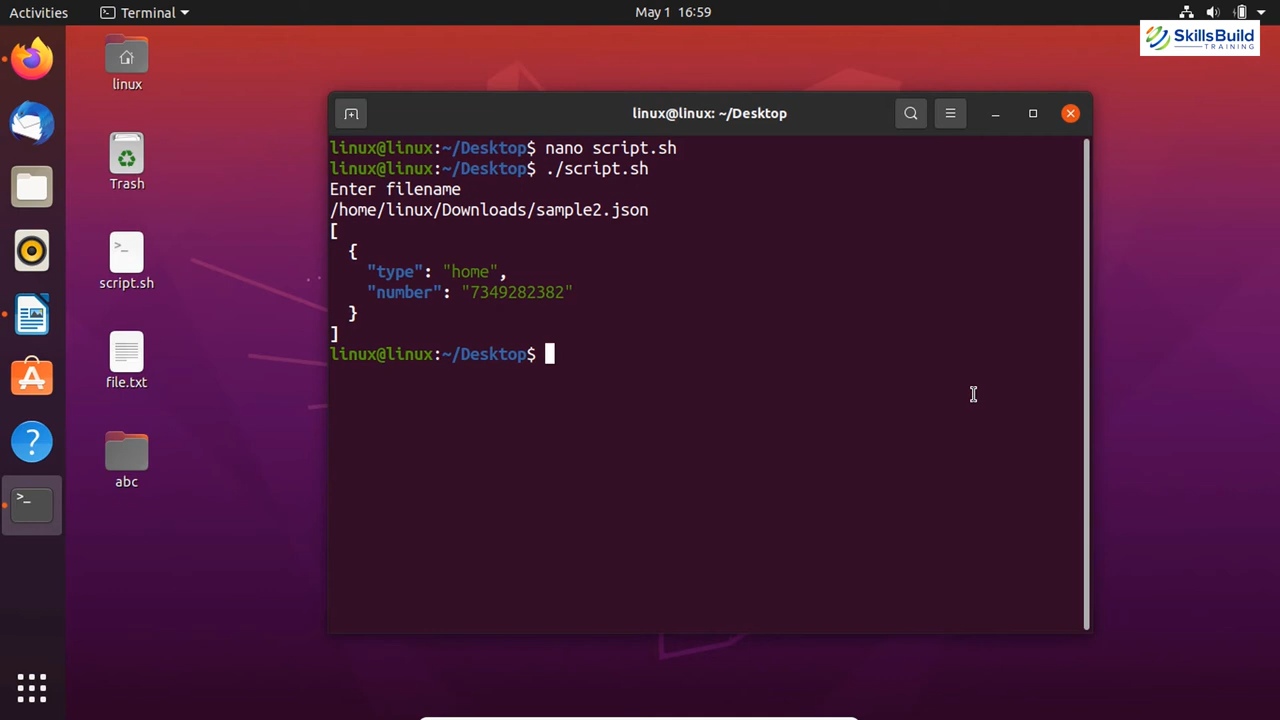 Activities
Terminal
May 1 16:59
SkillsBuild
TRAINING
linux
Trash
script.sh
file.txt
abc
linux@linux: ~/Desktop
linux@linux:~/Desktop$ nano script.sh
linux@linux:~/Desktop$ ./script.sh
Enter filename
/home/linux/Downloads/sample2.json
[
  {
    "type": "home",
    "number": "7349282382"
  }
]
linux@linux:~/Desktop$